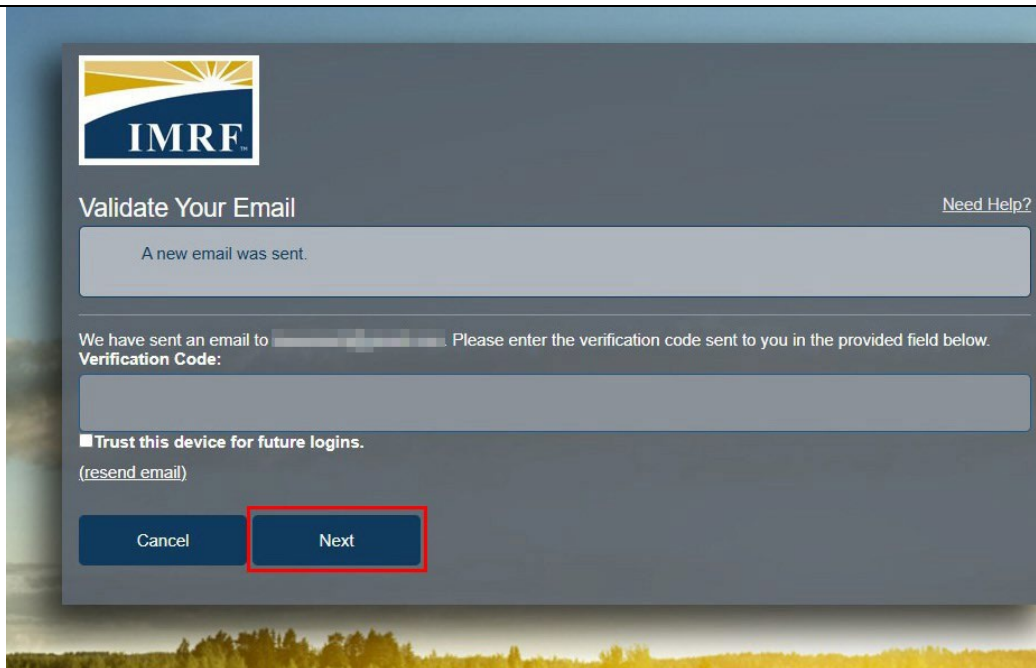 IMRF™
Validate Your Email
Need Help?
A new email was sent.
We have sent an email to . Please enter the verification code sent to you in the provided field below.
Verification Code:
Trust this device for future logins.
(resend email)
Cancel
Next